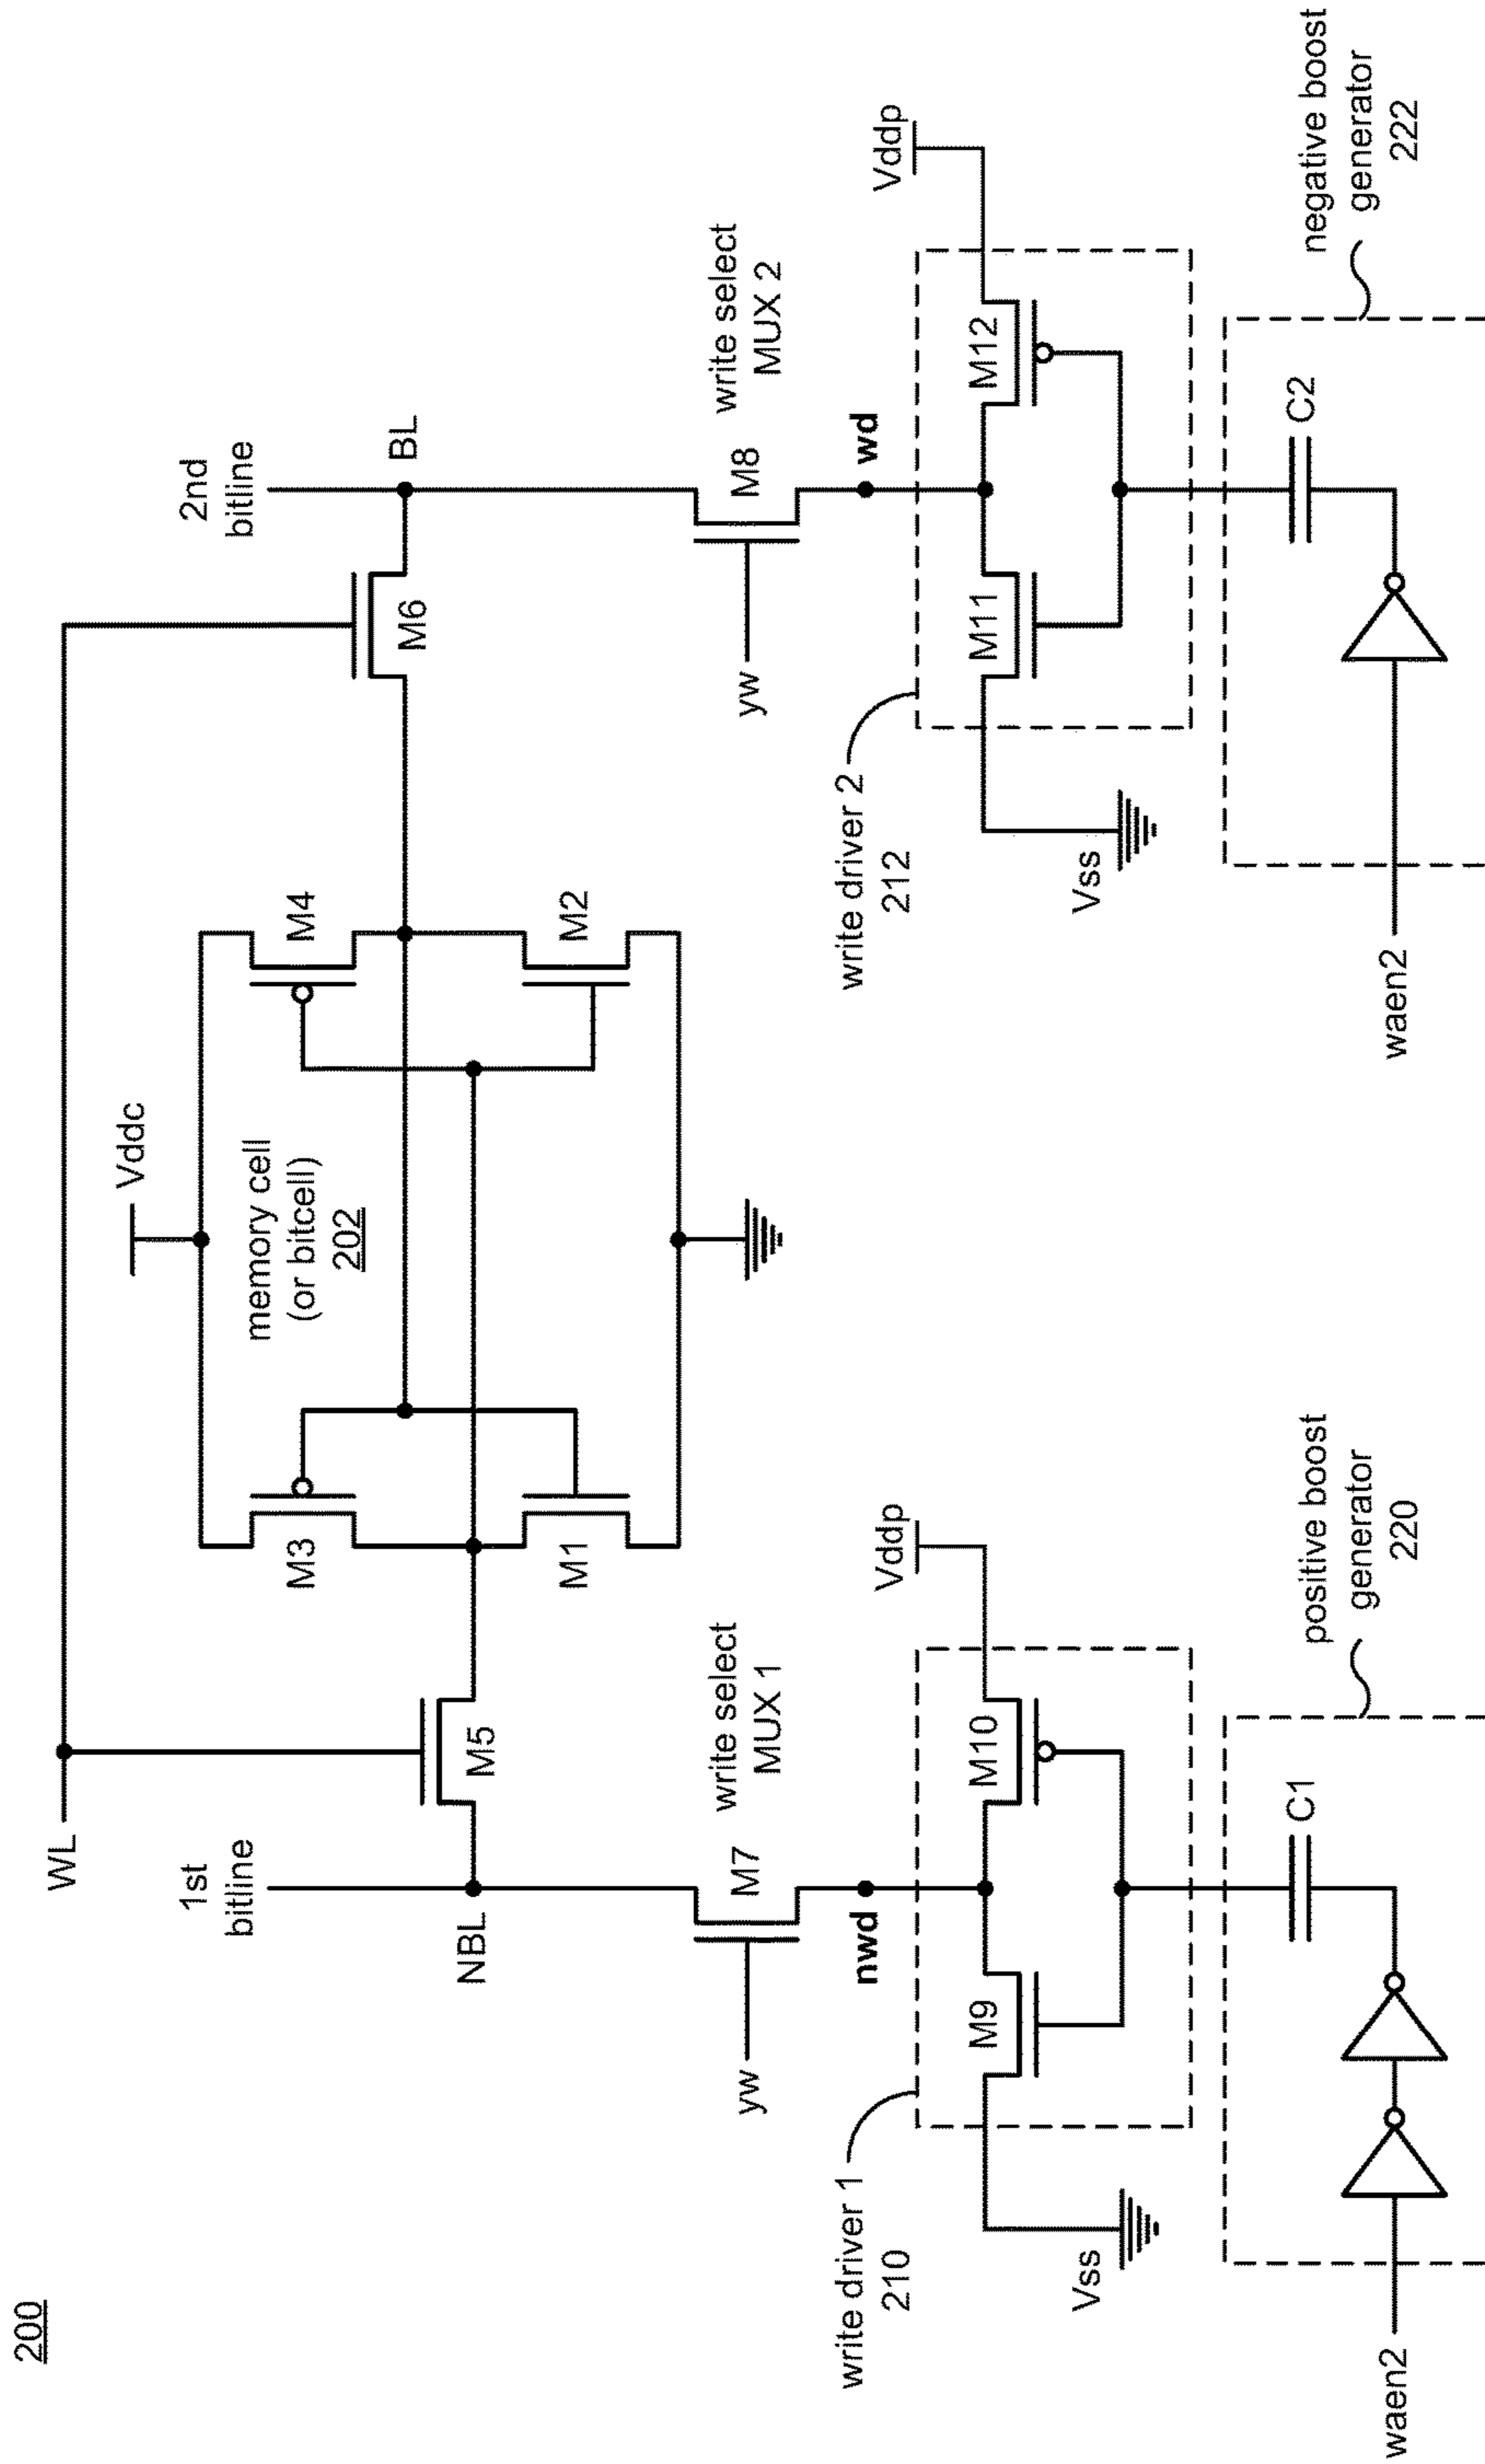 200
WL
Vddc
1st
bitline
2nd
bitline
NBL
BL
M5
M6
M3
M4
M1
M2
memory cell
(or bitcell)
202
M7
M8
yw
yw
write select
MUX 1
write select
MUX 2
nwd
wd
write driver 1
210
write driver 2
212
Vddp
Vddp
M9
M10
M11
M12
Vss
Vss
C1
C2
positive boost
generator
220
negative boost
generator
222
waen2
waen2